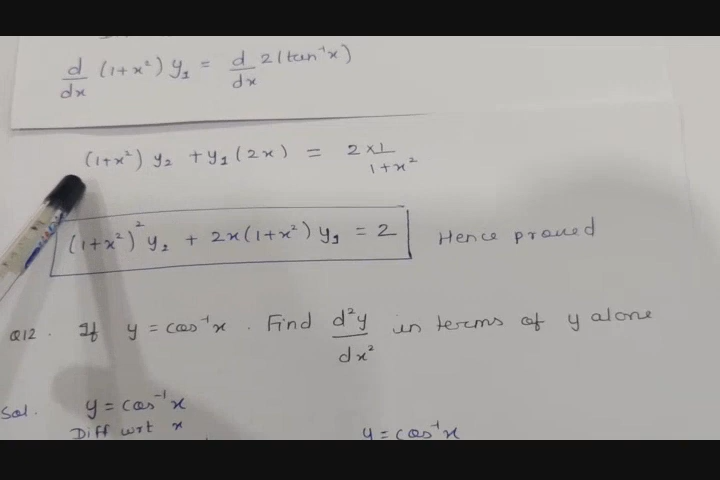 d/dx (1+x²) y₁ = d/dx 2(tan⁻¹x)
(1+x²) y₂ + y₁(2x) = 2×1/1+x²
(1+x²)² y₂ + 2x(1+x²) y₁ = 2 Hence proved
Q12. If y = cos⁻¹x. Find d²y/dx² in terms of y alone
Sol. y = cos⁻¹x
Diff wrt x y = cos⁻¹x